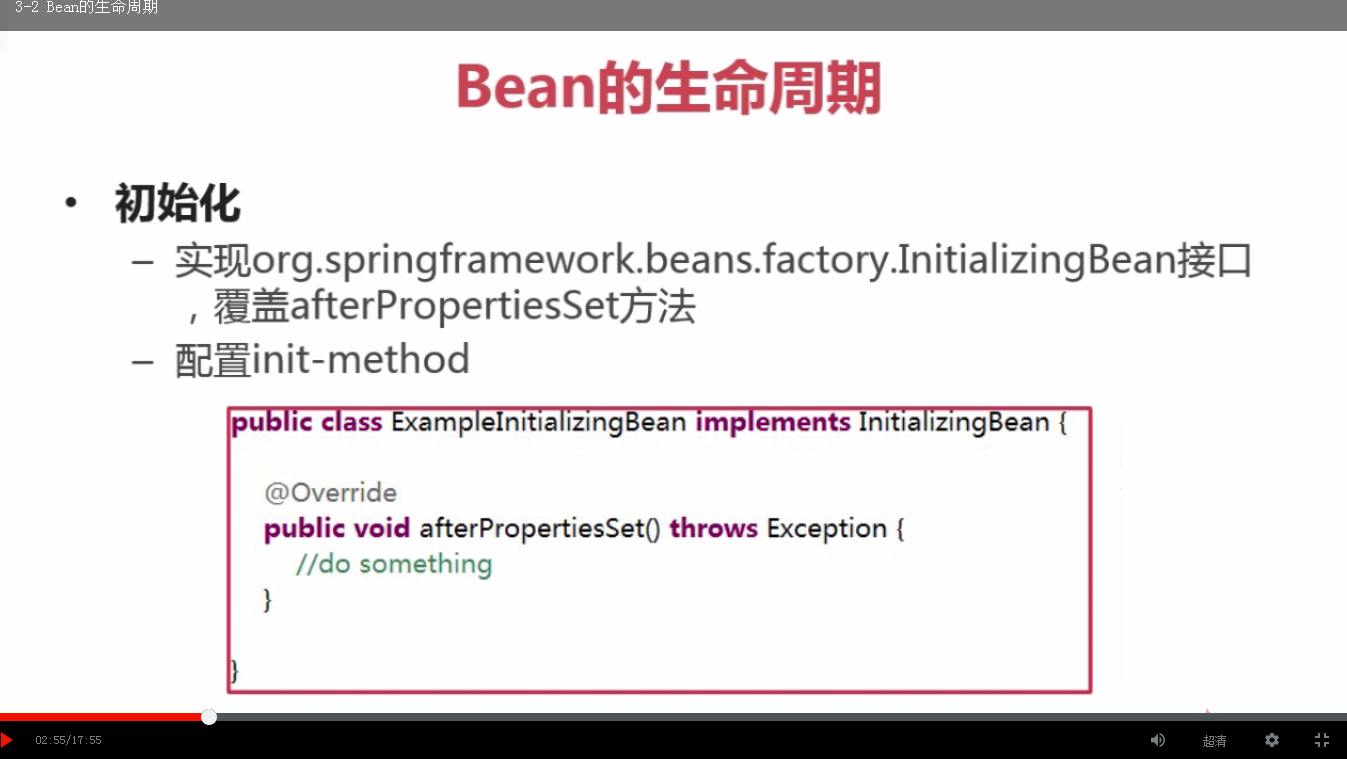 3-2 Bean的生命周期
Bean的生命周期
• 初始化
– 实现org.springframework.beans.factory.InitializingBean接口
，覆盖afterPropertiesSet方法
– 配置init-method
public class ExampleInitializingBean implements InitializingBean {
@Override
public void afterPropertiesSet() throws Exception {
//do something
}
}
02:55/17:55
超清